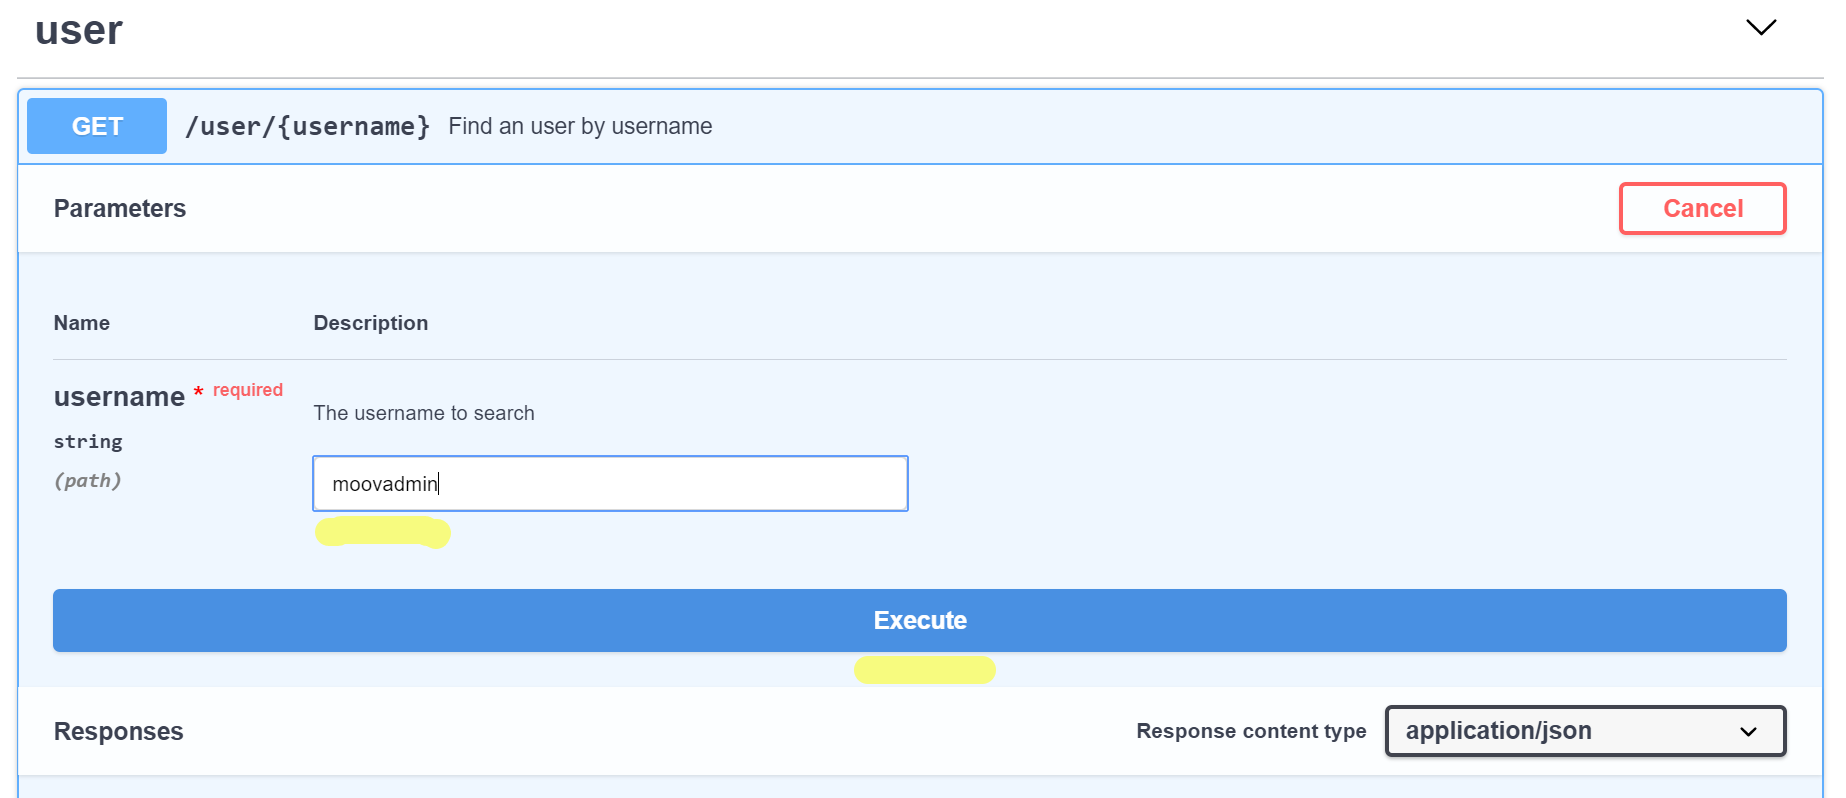 user
GET /user/{username} Find an user by username
Parameters Cancel
Name Description
username * required
The username to search
string
moovadmin
(path)
Execute
Responses Response content type application/json